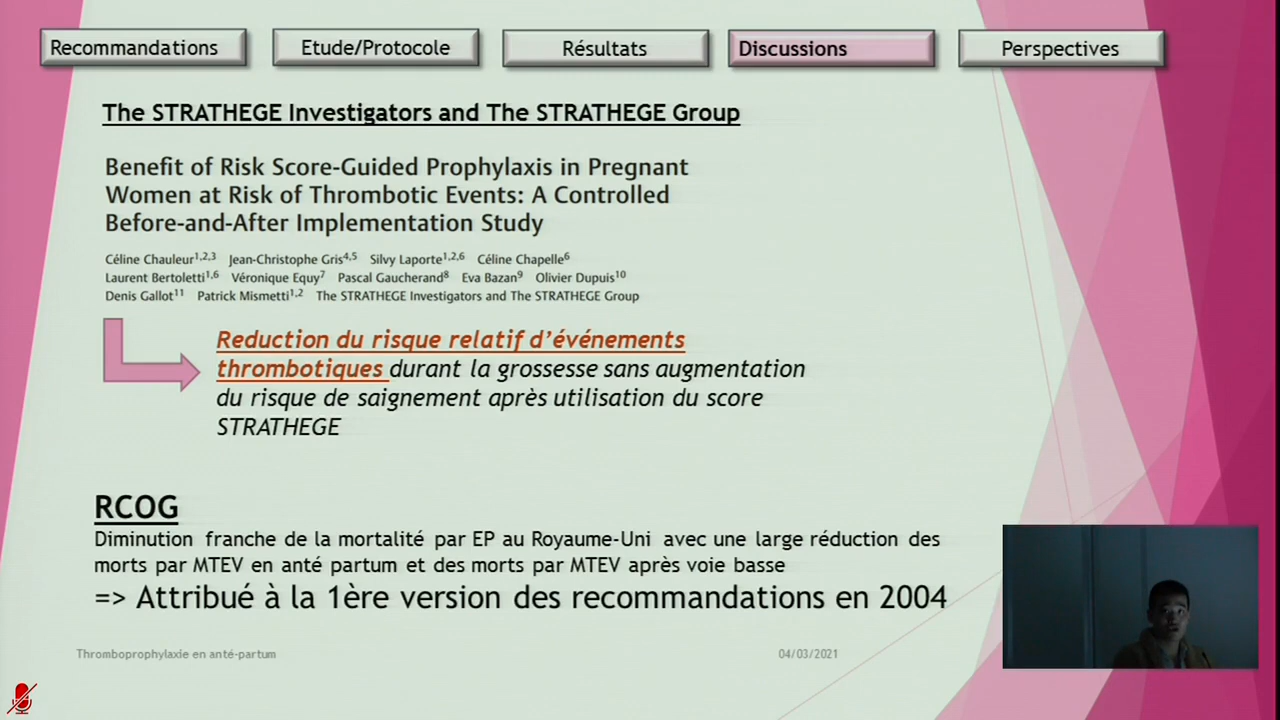 Recommandations
Etude/Protocole
Résultats
Discussions
Perspectives
The STRATHEGE Investigators and The STRATHEGE Group
Benefit of Risk Score-Guided Prophylaxis in Pregnant
Women at Risk of Thrombotic Events: A Controlled
Before-and-After Implementation Study
Céline Chauleur1,2,3 Jean-Christophe Gris4,5 Silvy Laporte1,2,6 Céline Chapelle6
Laurent Bertoletti1,6 Véronique Equy7 Pascal Gaucherand8 Eva Bazan9 Olivier Dupuis10
Denis Gallot11 Patrick Mismetti1,2 The STRATHEGE Investigators and The STRATHEGE Group
Reduction du risque relatif d’événements
thrombotiques durant la grossesse sans augmentation
du risque de saignement après utilisation du score
STRATHEGE
RCOG
Diminution franche de la mortalité par EP au Royaume-Uni avec une large réduction des
morts par MTEV en anté partum et des morts par MTEV après voie basse
=> Attribué à la 1ère version des recommandations en 2004
Thromboprophylaxie en anté-partum
04/03/2021